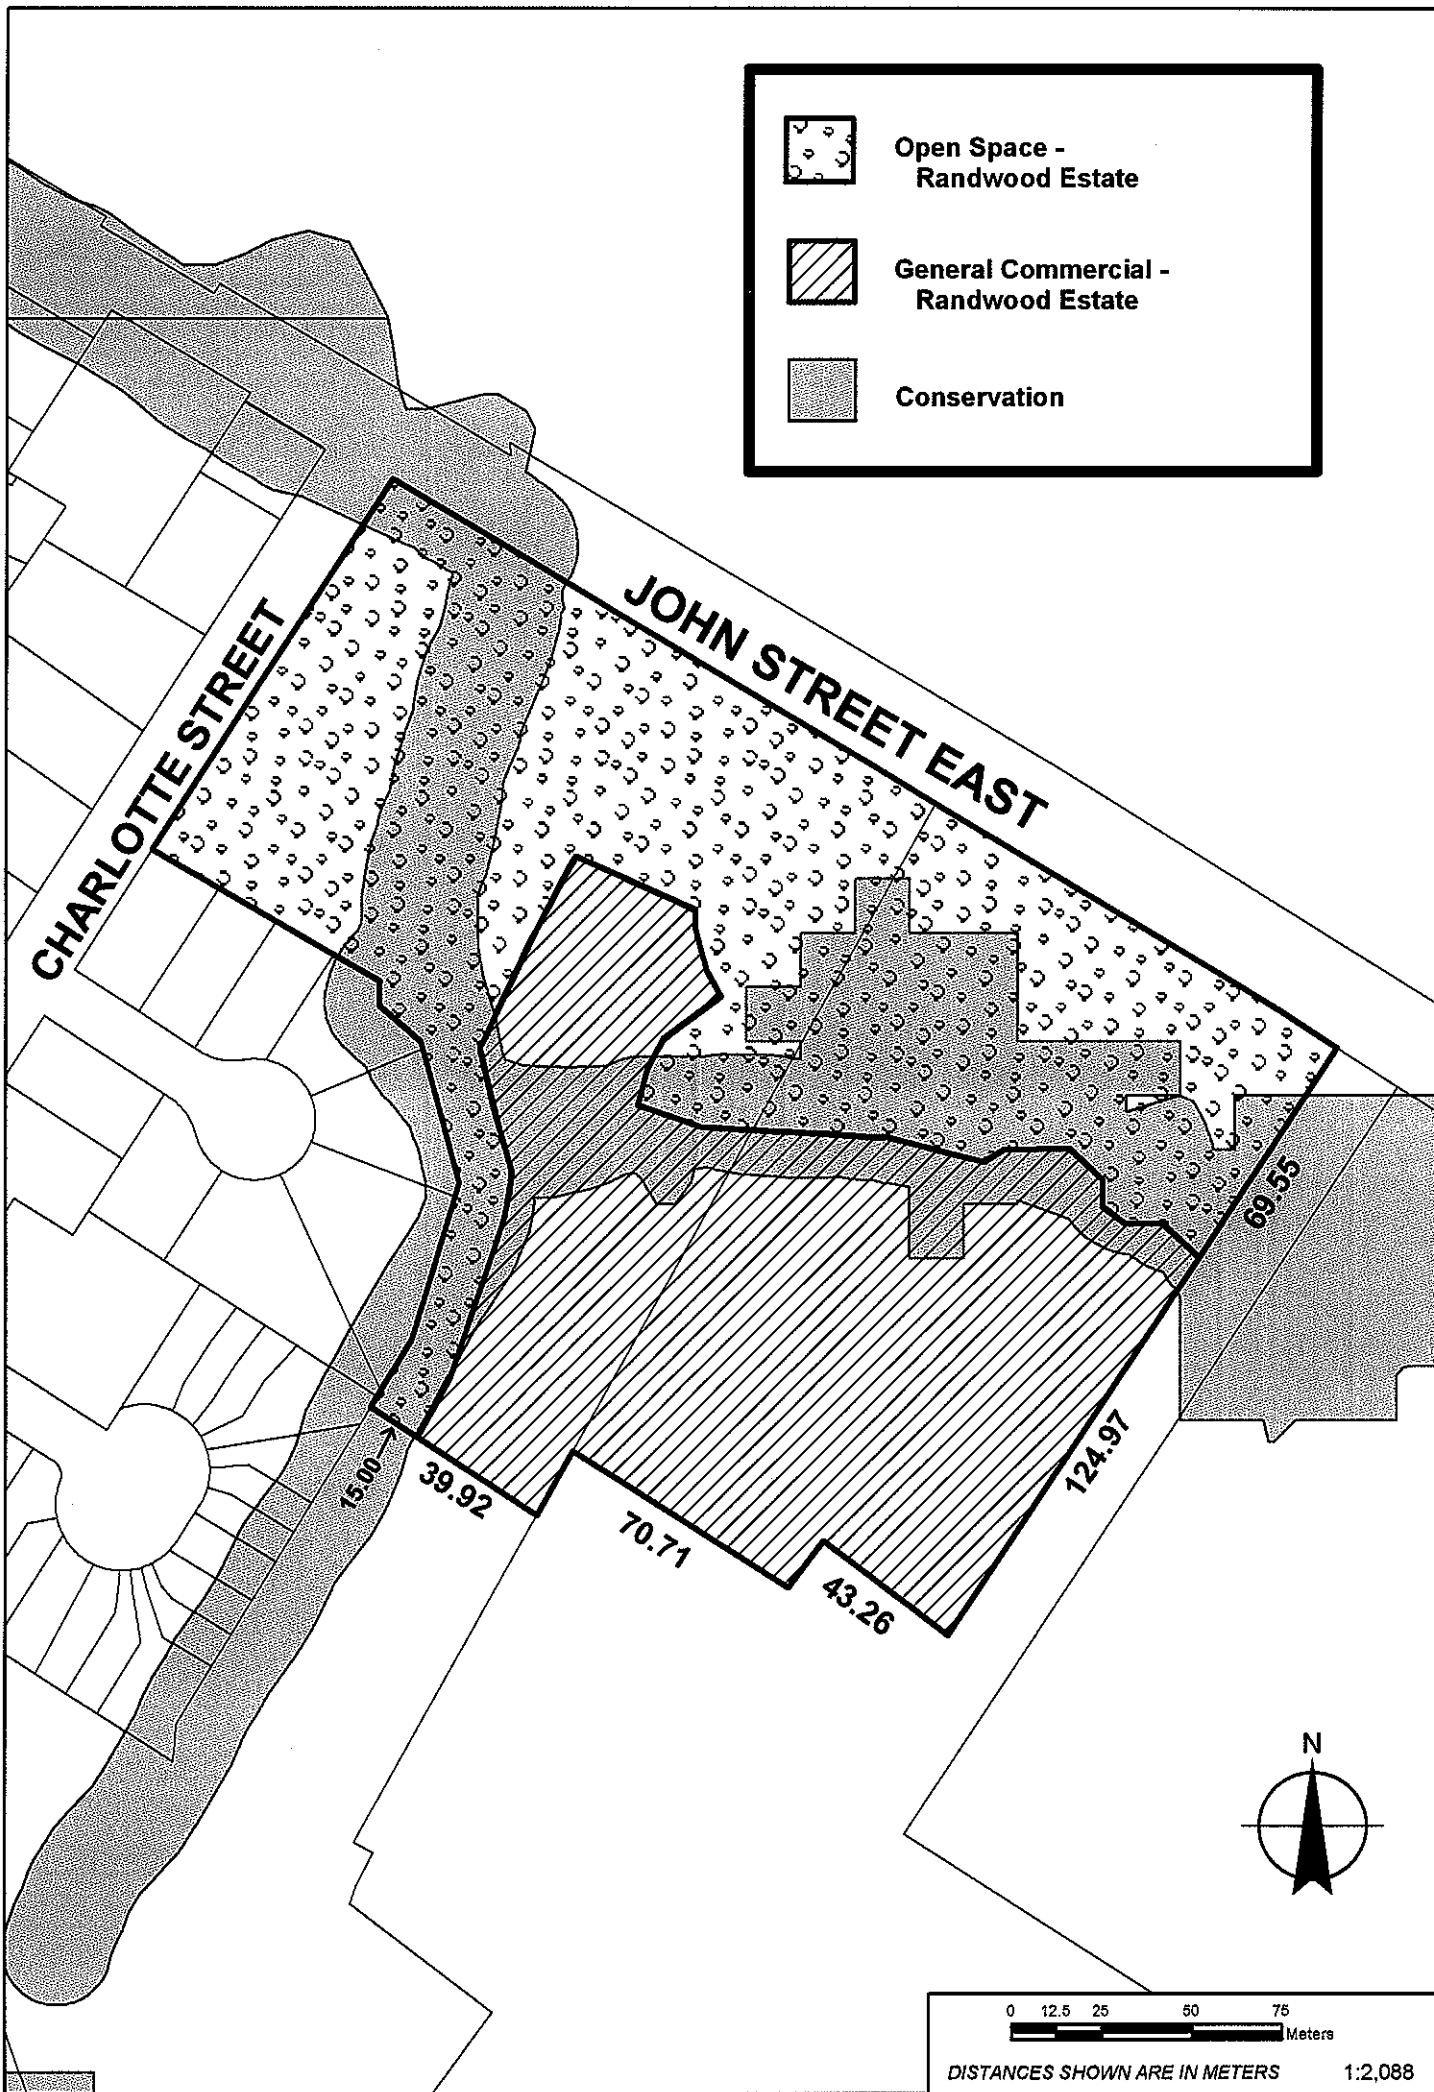 Open Space -
Randwood Estate
General Commercial -
Randwood Estate
Conservation
JOHN STREET EAST
CHARLOTTE STREET
69.55
124.97
15.00
39.92
70.71
43.26
N
0 12.5 25 50 75
Meters
DISTANCES SHOWN ARE IN METERS 1:2,088